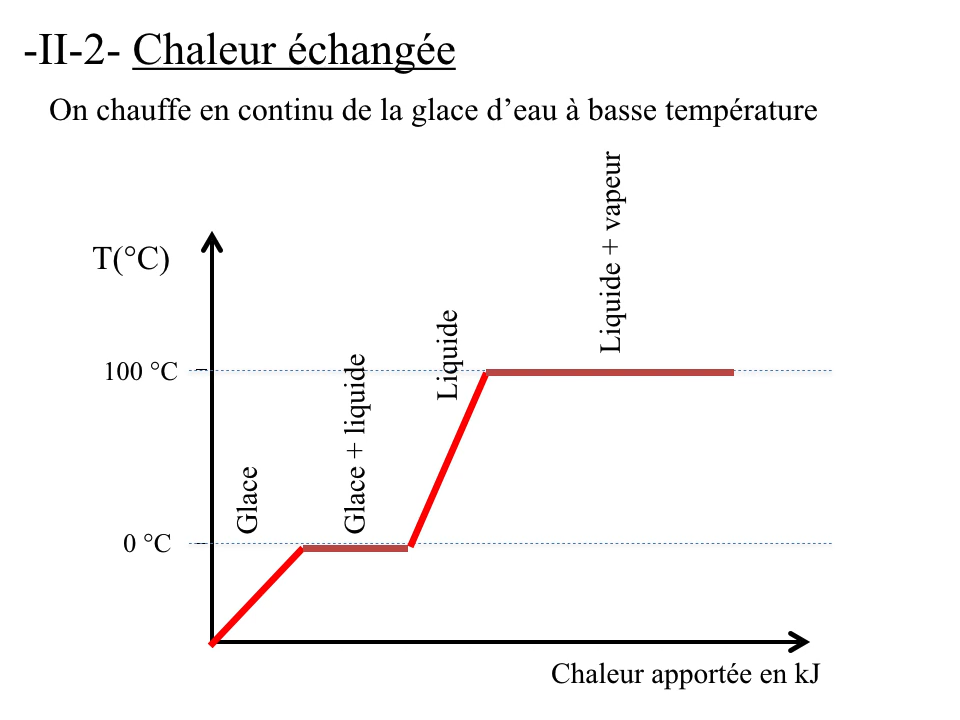 -II-2- Chaleur échangée
On chauffe en continu de la glace d’eau à basse température
T(°C)
100 °C
0 °C
Glace
Glace + liquide
Liquide
Liquide + vapeur
Chaleur apportée en kJ